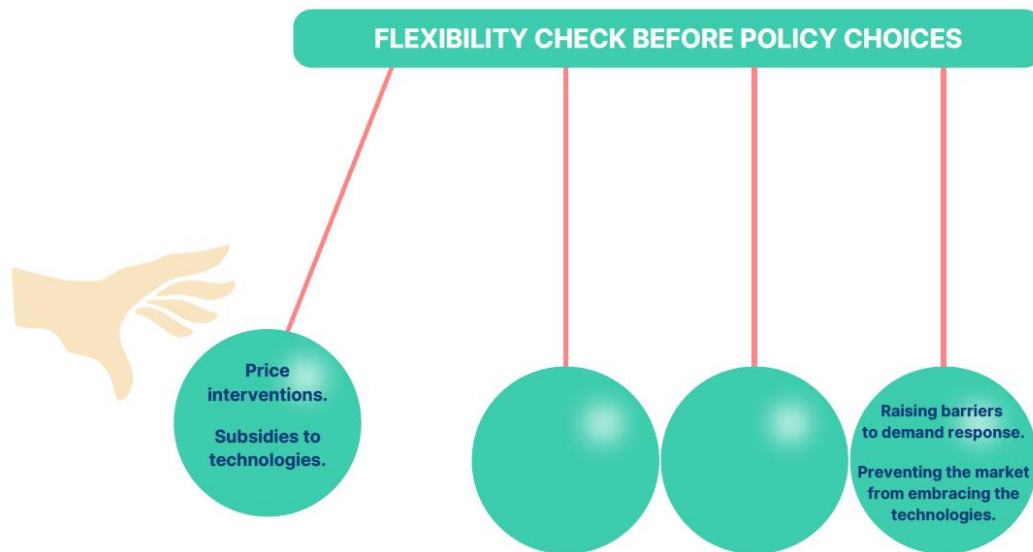 FLEXIBILITY CHECK BEFORE POLICY CHOICES
Price
interventions.
Subsidies to
technologies.
Raising barriers
to demand response.
Preventing the market
from embracing the
technologies.